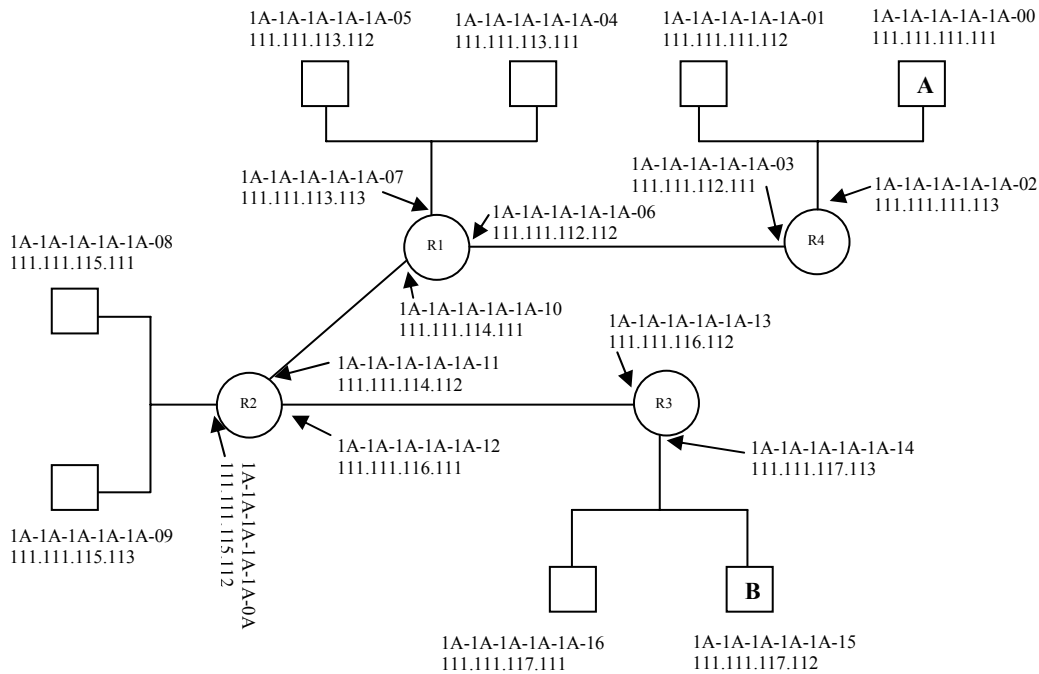 1A-1A-1A-1A-1A-05
111.111.113.112
1A-1A-1A-1A-1A-04
111.111.113.111
1A-1A-1A-1A-1A-01
111.111.111.112
1A-1A-1A-1A-1A-00
111.111.111.111
A
1A-1A-1A-1A-1A-07
111.111.113.113
1A-1A-1A-1A-1A-03
111.111.112.111
1A-1A-1A-1A-1A-02
111.111.111.113
1A-1A-1A-1A-1A-06
111.111.112.112
R1
R4
1A-1A-1A-1A-1A-08
111.111.115.111
1A-1A-1A-1A-1A-10
111.111.114.111
1A-1A-1A-1A-1A-13
111.111.116.112
1A-1A-1A-1A-1A-11
111.111.114.112
R2
R3
1A-1A-1A-1A-1A-12
111.111.116.111
1A-1A-1A-1A-1A-14
111.111.117.113
1A-1A-1A-1A-1A-0A
111.111.115.112
1A-1A-1A-1A-1A-09
111.111.115.113
B
1A-1A-1A-1A-1A-16
111.111.117.111
1A-1A-1A-1A-1A-15
111.111.117.112